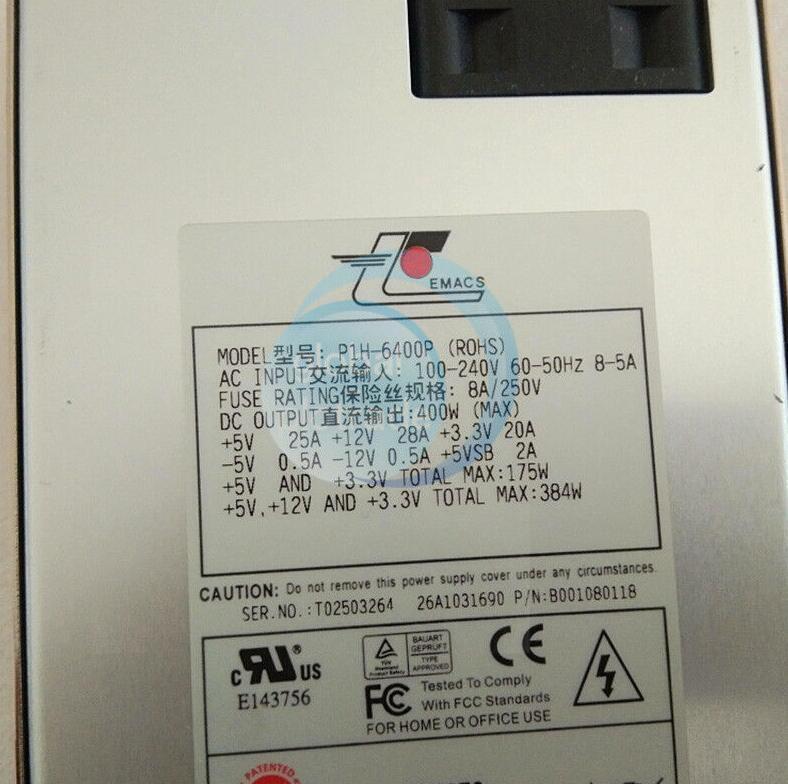 EMACS
MODEL型号: P1H-6400P (ROHS)
AC INPUT交流输入: 100-240V 60-50Hz 8-5A
FUSE RATING保险丝规格: 8A/250V
DC OUTPUT直流输出:400W (MAX)
+5V 25A +12V 28A +3.3V 20A
-5V 0.5A -12V 0.5A +5VSB 2A
+5V AND +3.3V TOTAL MAX:175W
+5V,+12V AND +3.3V TOTAL MAX:384W
CAUTION: Do not remove this power supply cover under any circumstances.
SER.NO.:T02503264 26A1031690 P/N:B001080118
c RU ® US
E143756
TÜV
Rheinland
Product Safety
BAUART
GEPRUFT
TYPE
APPROVED
CE
FC
Tested To Comply
With FCC Standards
FOR HOME OR OFFICE USE
PATENTED